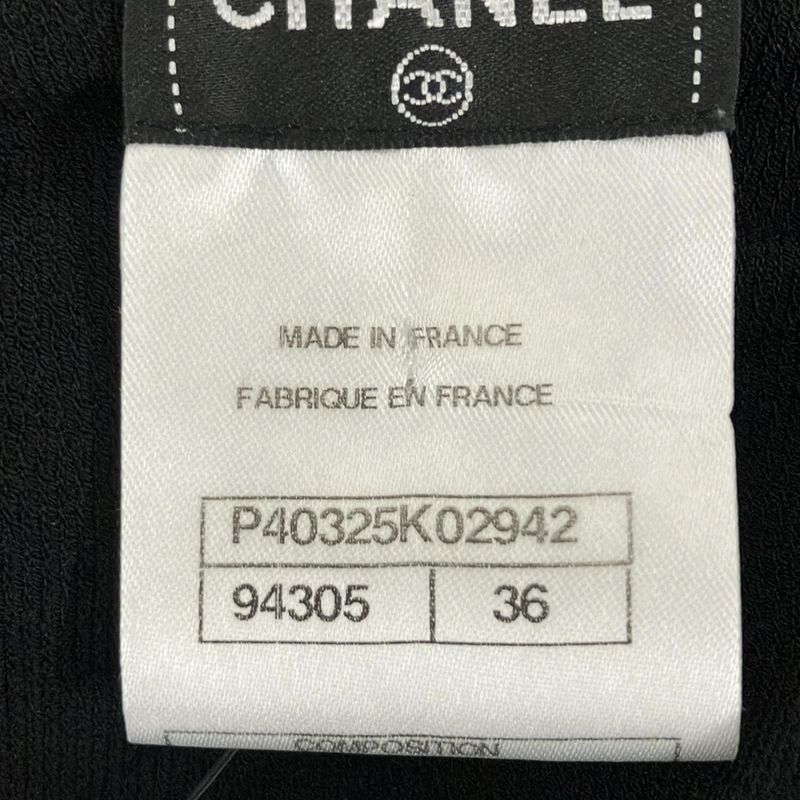 CHANEL
MADE IN FRANCE
FABRIQUE EN FRANCE
P40325K02942
94305 36
COMPOSITION